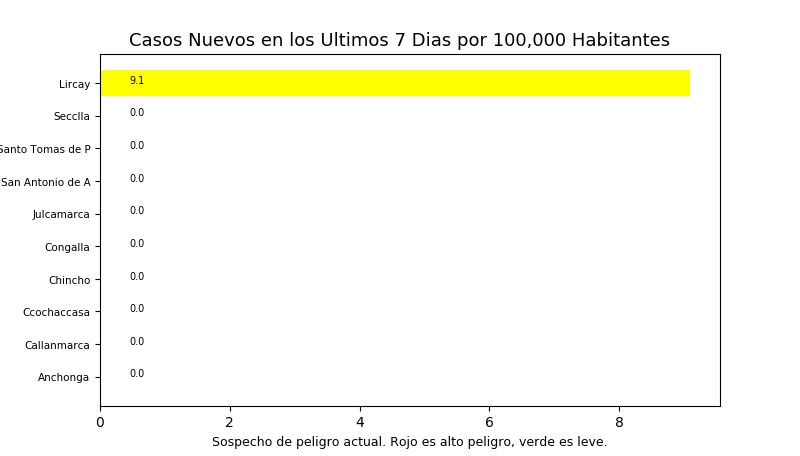 Casos Nuevos en los Ultimos 7 Dias por 100,000 Habitantes
Lircay 9.1
Secclla 0.0
Santo Tomas de P 0.0
San Antonio de A 0.0
Julcamarca 0.0
Congalla 0.0
Chincho 0.0
Ccochaccasa 0.0
Callanmarca 0.0
Anchonga 0.0
0 2 4 6 8
Sospecho de peligro actual. Rojo es alto peligro, verde es leve.